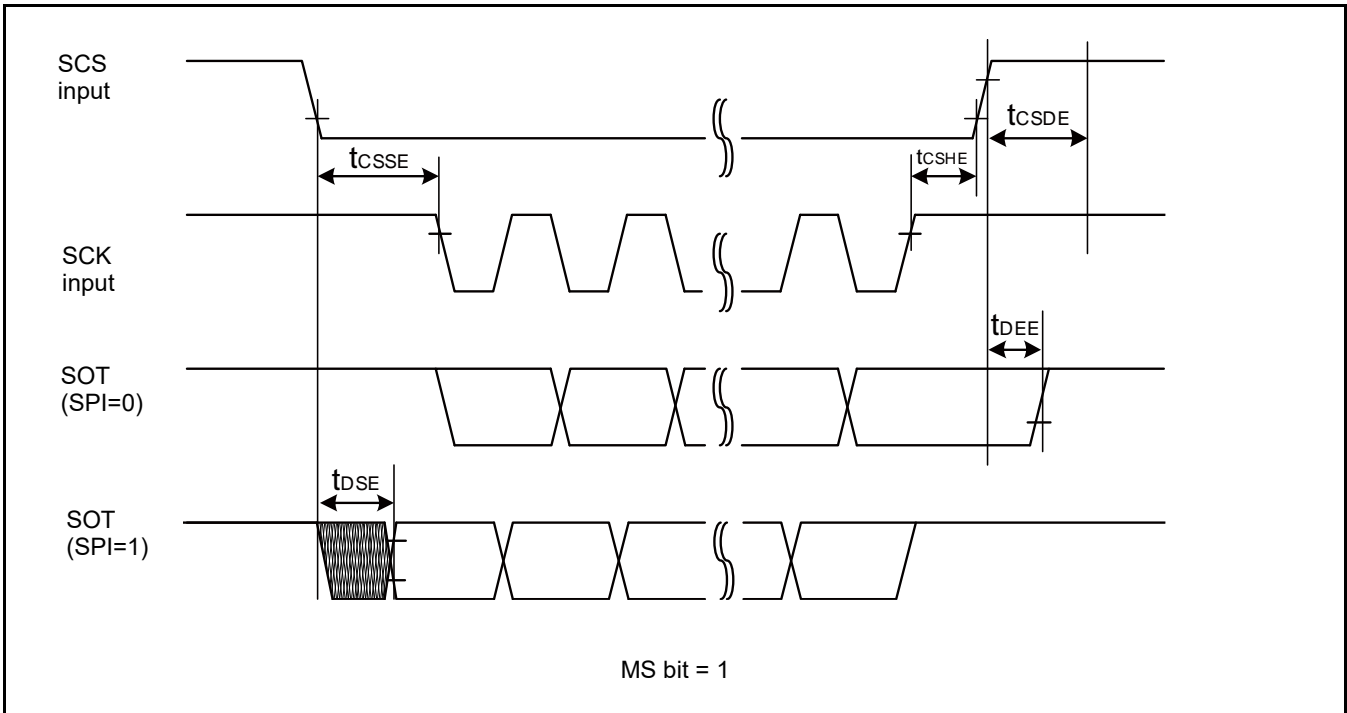 SCS
input
tCSDE
tCSSE
tCSHE
SCK
input
tDEE
SOT
(SPI=0)
tDSE
SOT
(SPI=1)
MS bit = 1